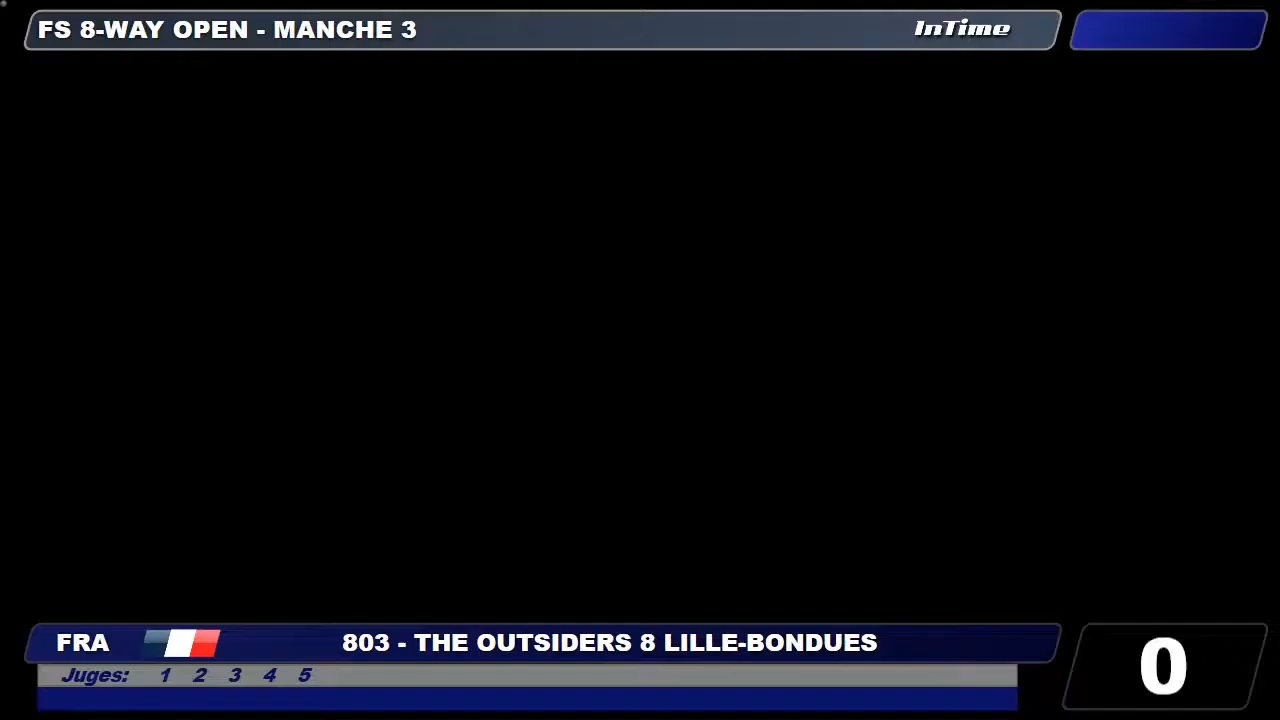 FS 8-WAY OPEN - MANCHE 3
InTime
FRA
803 - THE OUTSIDERS 8 LILLE-BONDUES
Juges: 1 2 3 4 5
0